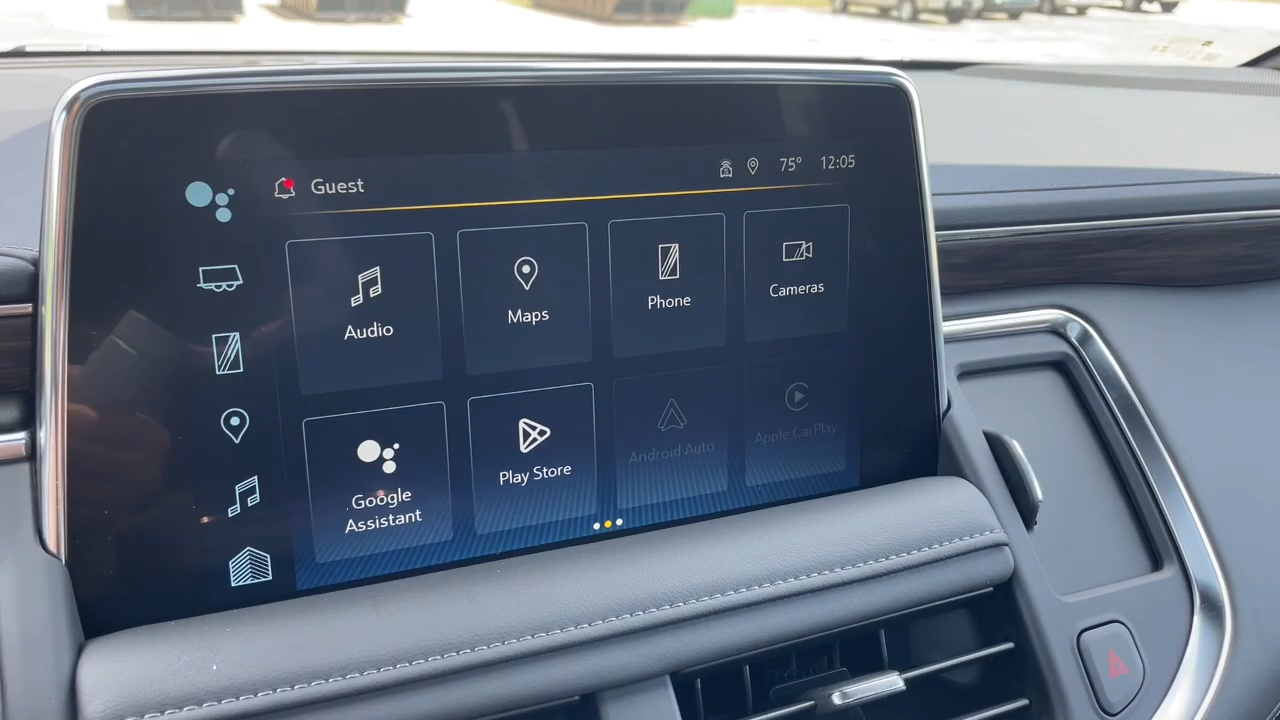 Guest
75° 12:05
Audio
Maps
Phone
Cameras
Google
Assistant
Play Store
Android Auto
Apple CarPlay